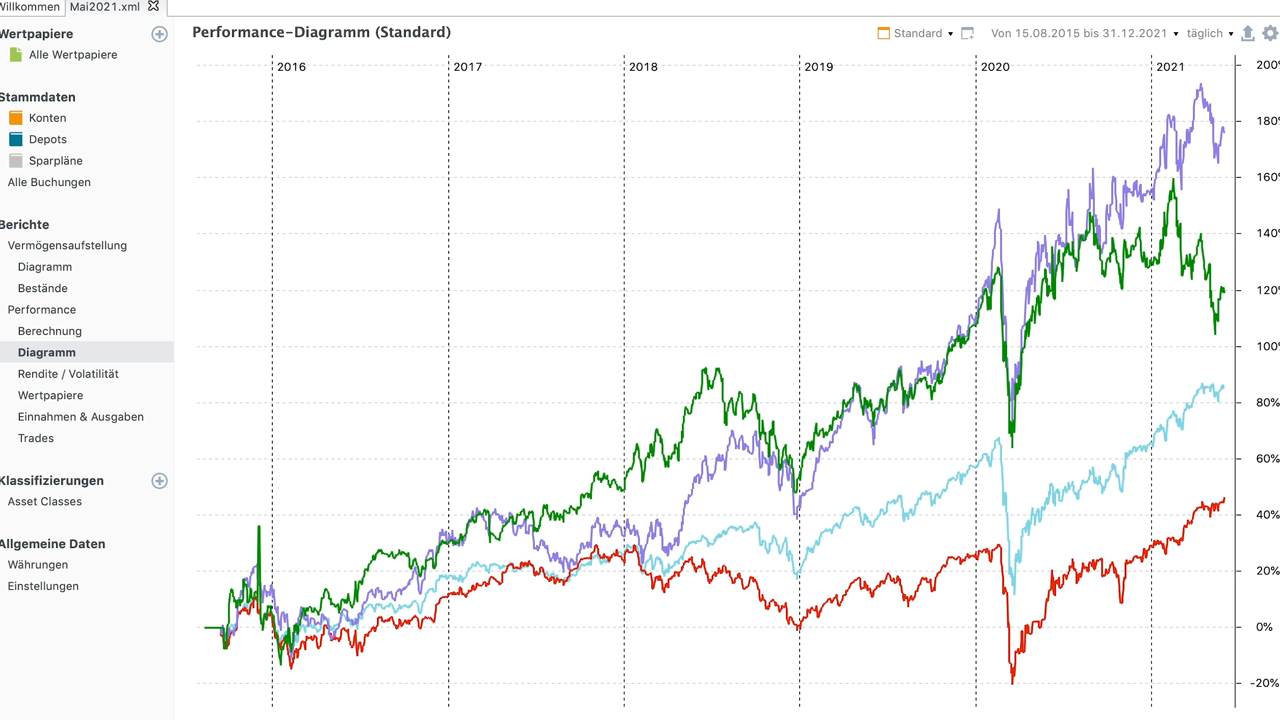 Willkommen Mai2021.xml
Wertpapiere
Alle Wertpapiere
Stammdaten
Konten
Depots
Sparpläne
Alle Buchungen
Berichte
Vermögensaufstellung
Diagramm
Bestände
Performance
Berechnung
Diagramm
Rendite / Volatilität
Wertpapiere
Einnahmen & Ausgaben
Trades
Klassifizierungen
Asset Classes
Allgemeine Daten
Währungen
Einstellungen
Performance-Diagramm (Standard)
Standard Von 15.08.2015 bis 31.12.2021 täglich
2016 2017 2018 2019 2020 2021
200%
180%
160%
140%
120%
100%
80%
60%
40%
20%
0%
-20%